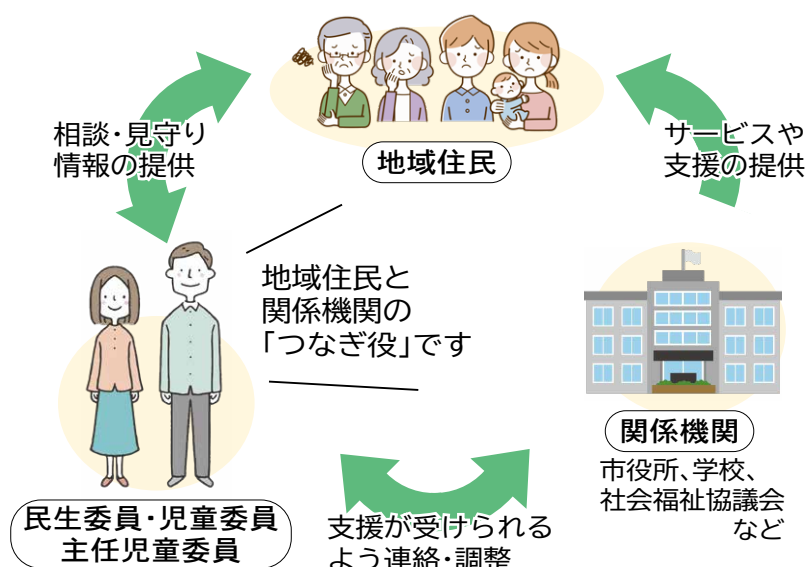 地域住民
相談・見守り
情報の提供
サービスや
支援の提供
地域住民と
関係機関の
「つなぎ役」です
関係機関
市役所、学校、
社会福祉協議会
など
民生委員・児童委員
主任児童委員
支援が受けられる
よう連絡・調整